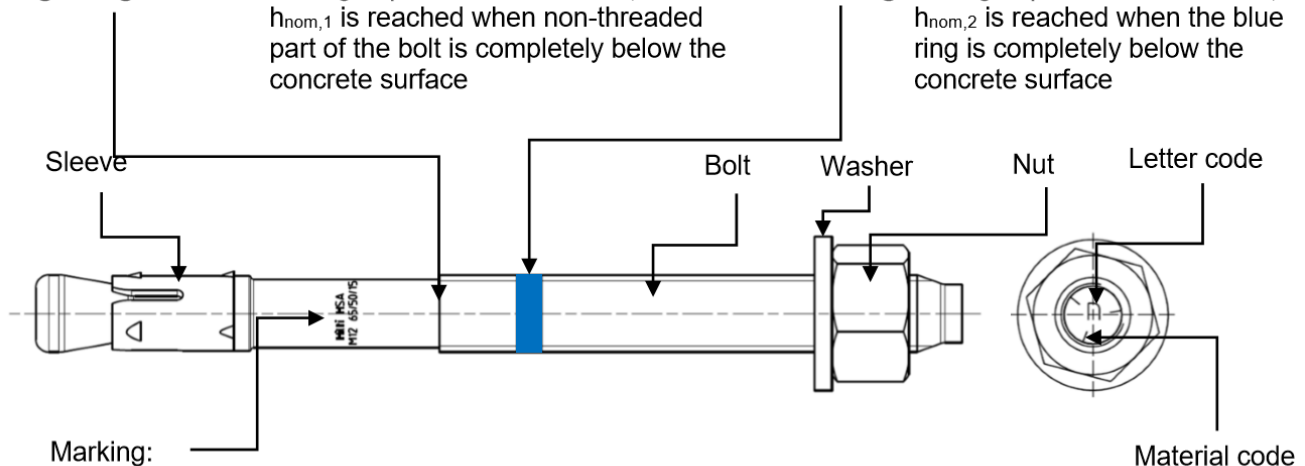 h_nom,1 is reached when non-threaded
part of the bolt is completely below the
concrete surface
h_nom,2 is reached when the blue
ring is completely below the
concrete surface
Sleeve
Bolt
Washer
Nut
Letter code
Hilti HSA
M12 65/50/15
Marking:
Material code